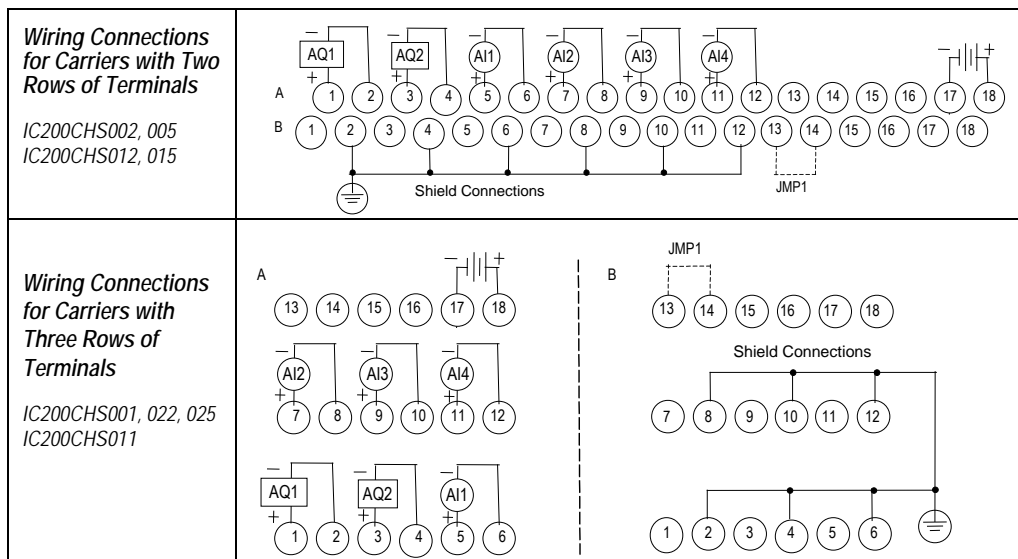 Wiring Connections
for Carriers with Two
Rows of Terminals
IC200CHS002, 005
IC200CHS012, 015
− − − − − − − +
AQ1 AQ2 AI1 AI2 AI3 AI4
+ + + + + +
A 1 2 3 4 5 6 7 8 9 10 11 12 13 14 15 16 17 18
B 1 2 3 4 5 6 7 8 9 10 11 12 13 14 15 16 17 18
Shield Connections
JMP1
Wiring Connections
for Carriers with
Three Rows of
Terminals
IC200CHS001, 022, 025
IC200CHS011
A
− +
13 14 15 16 17 18
− − −
AI2 AI3 AI4
+ + +
7 8 9 10 11 12
− − −
AQ1 AQ2 AI1
+ + +
1 2 3 4 5 6
B
JMP1
13 14 15 16 17 18
Shield Connections
7 8 9 10 11 12
1 2 3 4 5 6